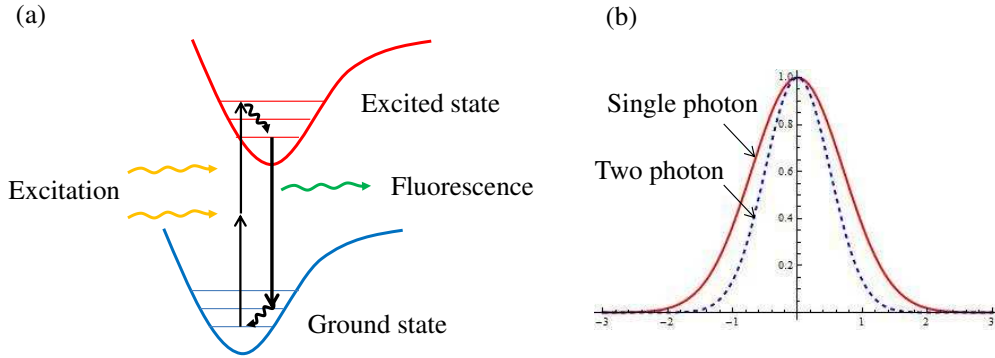 (a)
Excited state
Excitation
Fluorescence
Ground state
(b)
Single photon
Two photon
1.0
0.8
0.6
0.4
0.2
-3
-2
-1
1
2
3